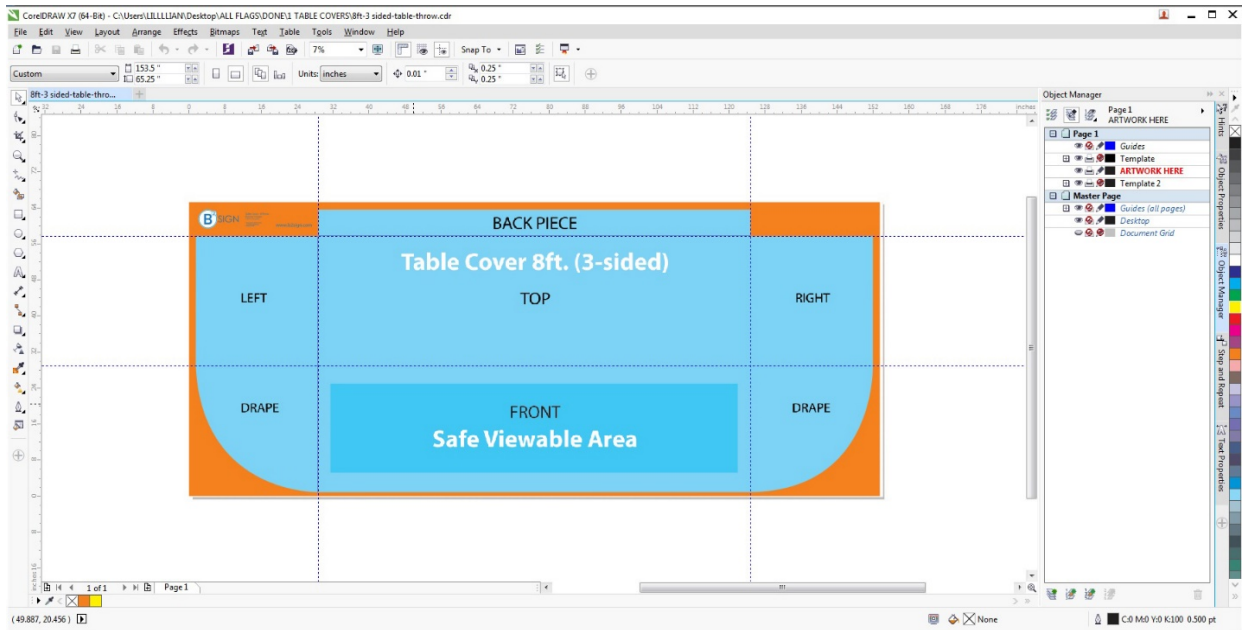 CorelDRAW X7 (64-Bit) - C:\Users\LILLLLIAN\Desktop\ALL FLAGS\DONE\1 TABLE COVERS\8ft-3 sided-table-throw.cdr
File Edit View Layout Arrange Effects Bitmaps Text Table Tools Window Help
7% Snap To
Custom 153.5 " 65.25 " Units: inches 0.01 " 0.25 " 0.25 "
8ft-3 sided-table-thro...
inches
B SIGN
BACK PIECE
Table Cover 8ft. (3-sided)
LEFT TOP RIGHT
DRAPE FRONT DRAPE
Safe Viewable Area
Object Manager
Page 1
ARTWORK HERE
Page 1
Guides
Template
ARTWORK HERE
Template 2
Master Page
Guides (all pages)
Desktop
Document Grid
Hints
Object Properties
Object Manager
Step and Repeat
Text Properties
1 of 1 Page 1
(49.887, 20.456) None C:0 M:0 Y:0 K:100 0.500 pt